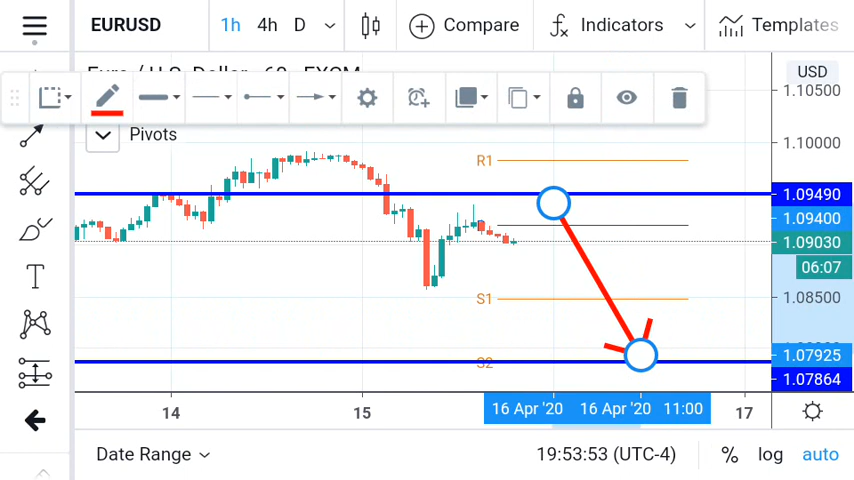 EURUSD 1h 4h D Compare Indicators Templates
Euro / U.S. Dollar
USD
1.10500
Pivots
1.10000
R1
1.09490
1.09400
1.09030
06:07
S1
1.08500
1.07925
S2
1.07864
14 15 16 Apr '20 16 Apr '20 11:00 17
Date Range 19:53:53 (UTC-4) % log auto